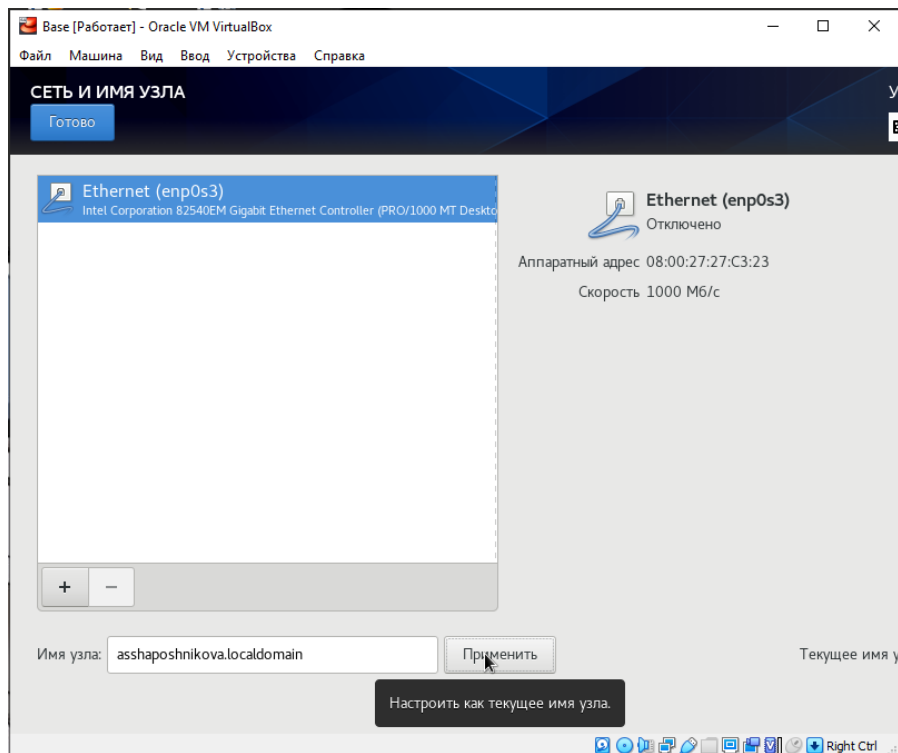 Base [Работает] - Oracle VM VirtualBox
Файл Машина Вид Ввод Устройства Справка
СЕТЬ И ИМЯ УЗЛА
У
Готово
Ethernet (enp0s3)
Intel Corporation 82540EM Gigabit Ethernet Controller (PRO/1000 MT Deskto
Ethernet (enp0s3)
Отключено
Аппаратный адрес 08:00:27:27:C3:23
Скорость 1000 Мб/с
+ −
Имя узла: asshaposhnikova.localdomain Применить Текущее имя у
Настроить как текущее имя узла.
Right Ctrl